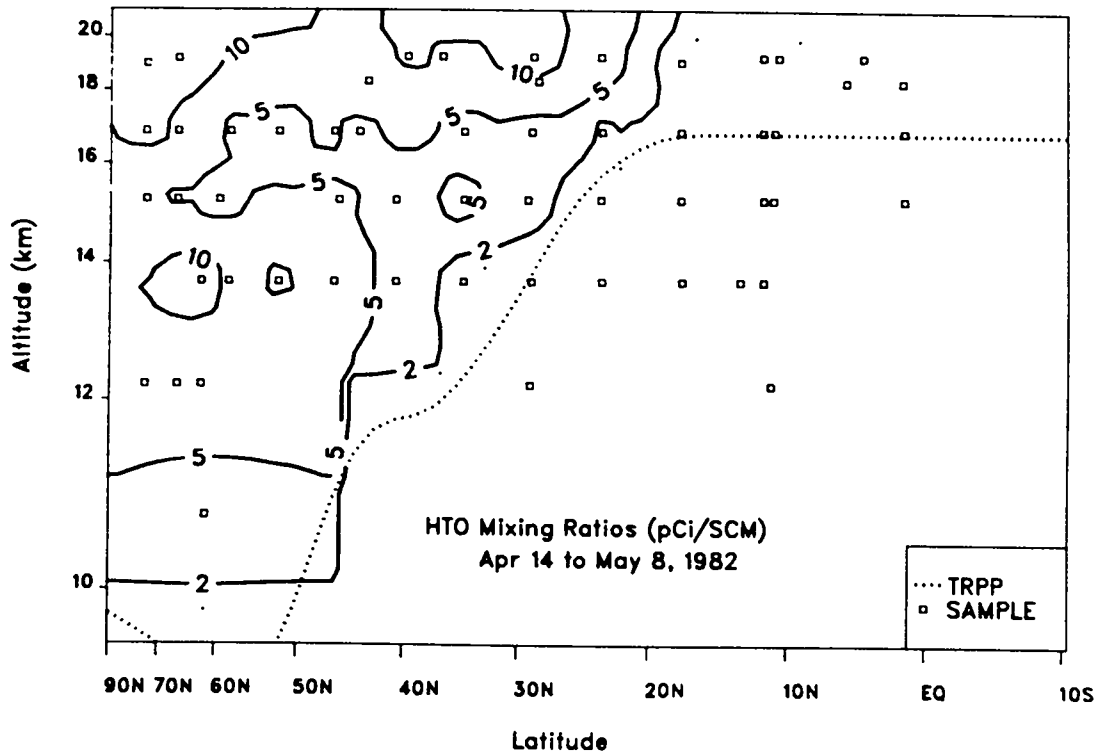 20
18
16
14
12
10
Altitude (km)
10
10
5
5
5
5
10
2
5
2
5
5
2
HTO Mixing Ratios (pCi/SCM)
Apr 14 to May 8, 1982
TRPP
SAMPLE
90N 70N 60N 50N 40N 30N 20N 10N EQ 10S
Latitude